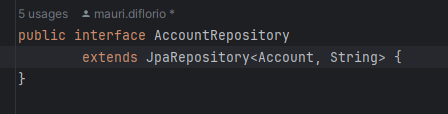 5 usages mauri.diflorio *
public interface AccountRepository
extends JpaRepository<Account, String> {
}